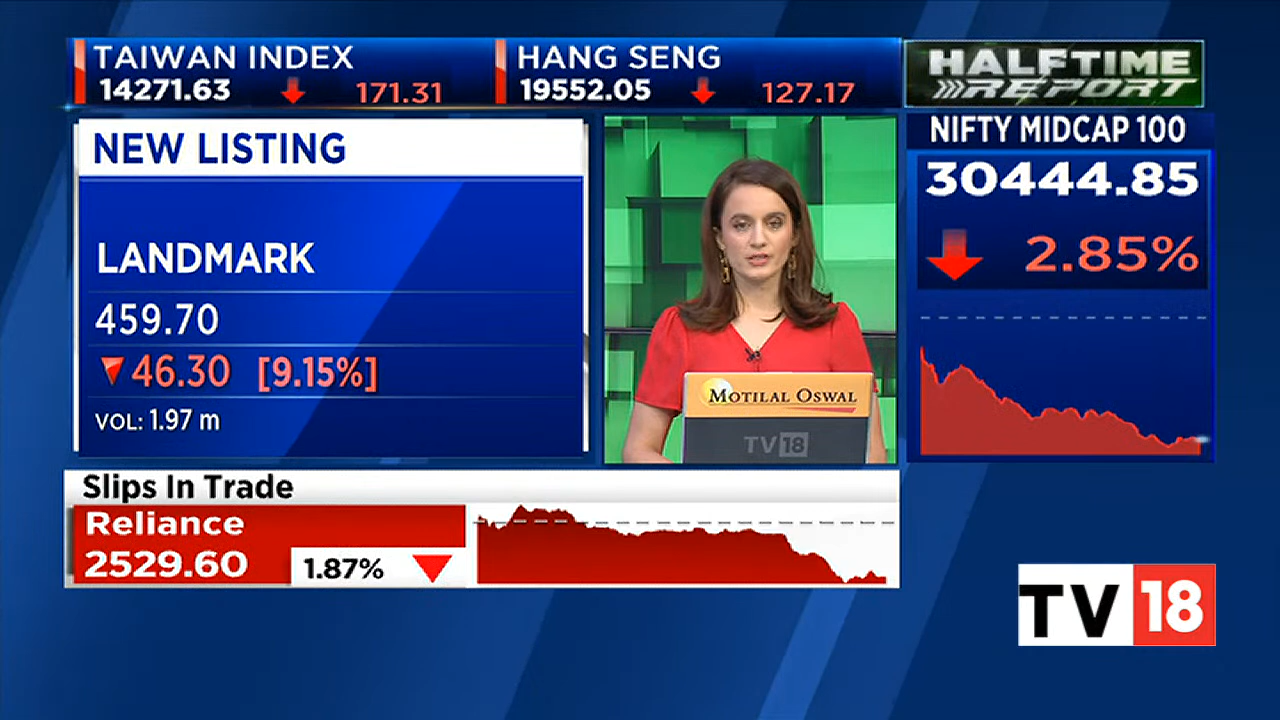 TAIWAN INDEX
14271.63 171.31
HANG SENG
19552.05 127.17
HALFTIME
REPORT
NEW LISTING
LANDMARK
459.70
46.30 [9.15%]
VOL: 1.97 m
MOTILAL OSWAL
TV18
NIFTY MIDCAP 100
30444.85
2.85%
Slips In Trade
Reliance
2529.60 1.87%
TV18